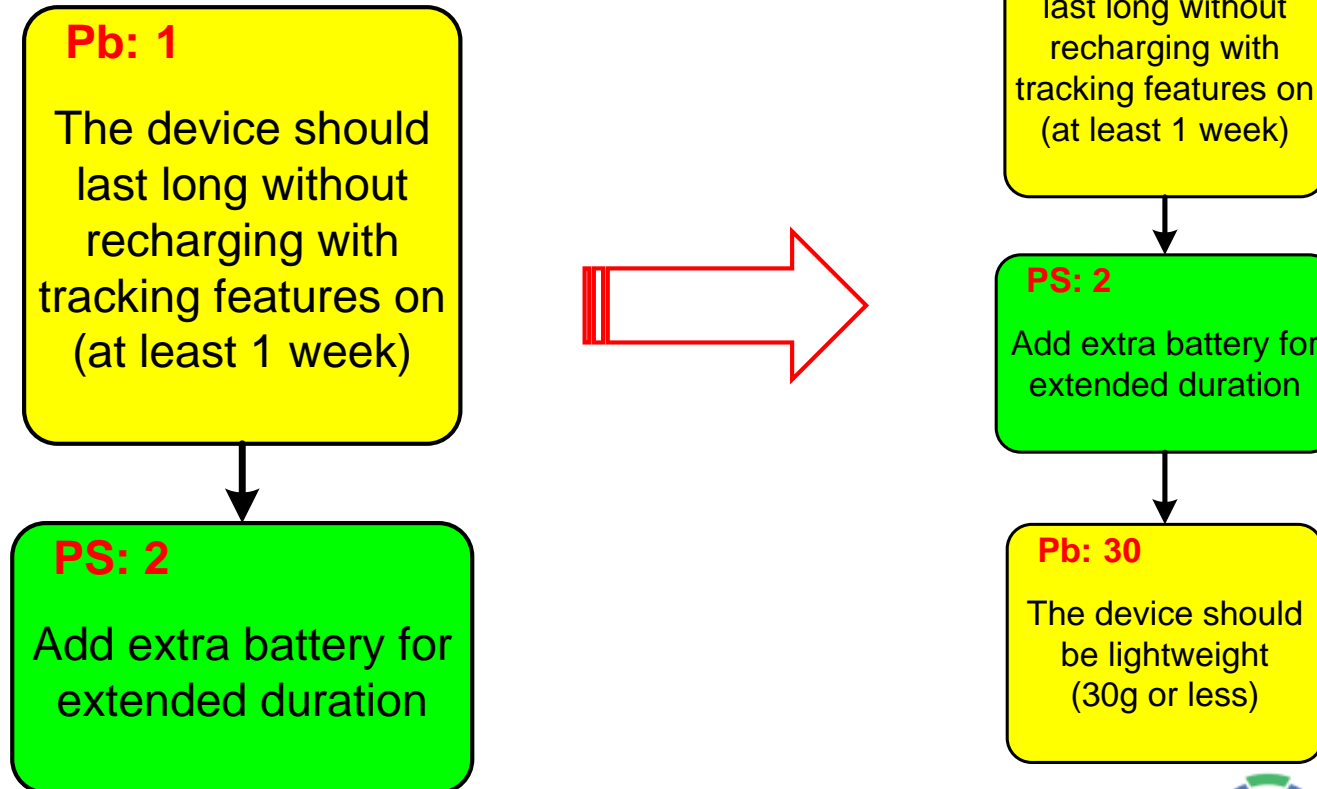 Pb: 1
The device should
last long without
recharging with
tracking features on
(at least 1 week)
PS: 2
Add extra battery for
extended duration
last long without
recharging with
tracking features on
(at least 1 week)
PS: 2
Add extra battery for
extended duration
Pb: 30
The device should
be lightweight
(30g or less)